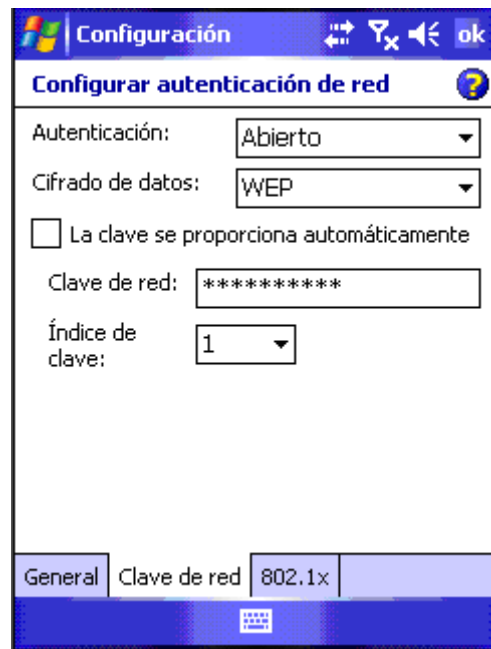 Configuración ok
Configurar autenticación de red
Autenticación: Abierto
Cifrado de datos: WEP
La clave se proporciona automáticamente
Clave de red: **********
Índice de
clave: 1
General Clave de red 802.1x